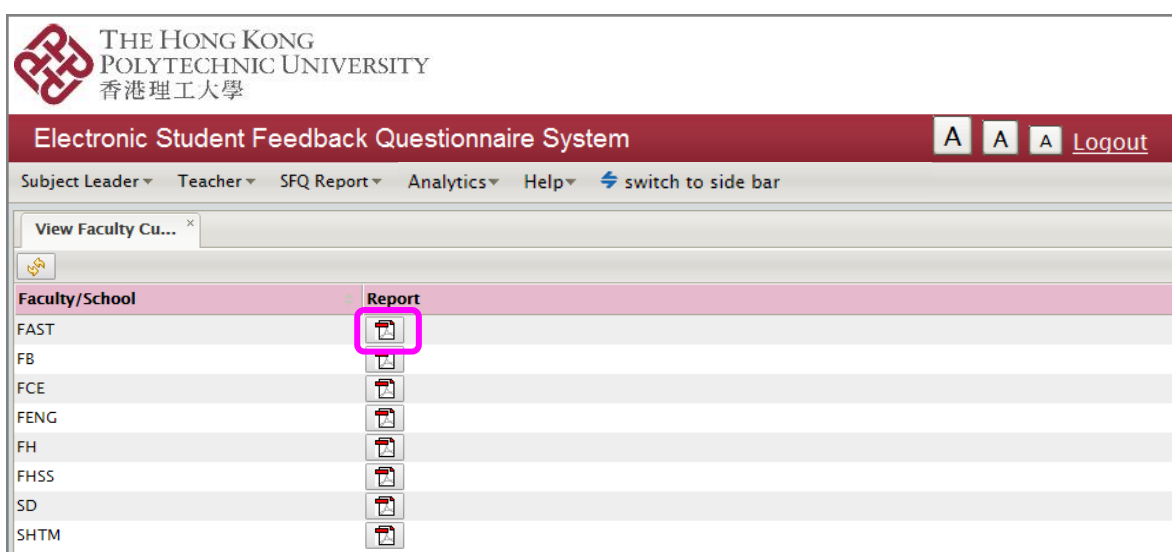 THE HONG KONG
POLYTECHNIC UNIVERSITY
香港理工大學
Electronic Student Feedback Questionnaire System A A A Logout
Subject Leader Teacher SFQ Report Analytics Help switch to side bar
View Faculty Cu... ×
Faculty/School Report
FAST
FB
FCE
FENG
FH
FHSS
SD
SHTM